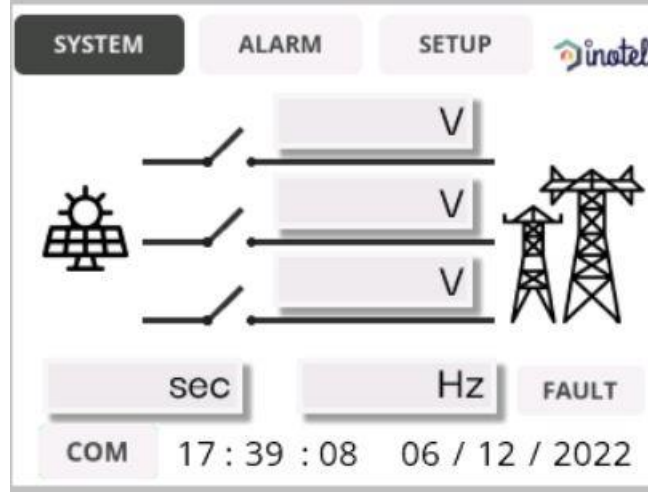 SYSTEM ALARM SETUP inotel
V
V
V
sec Hz FAULT
COM 17 : 39 : 08 06 / 12 / 2022